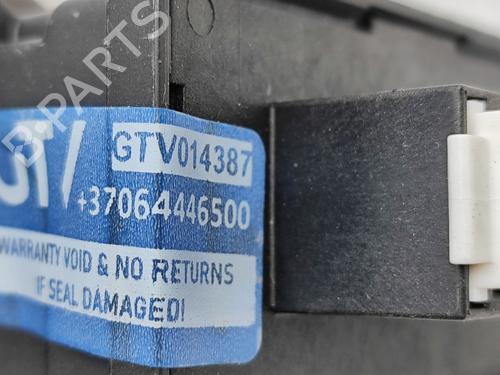 B-PARTS
GTV014387
+37064446500
WARRANTY VOID & NO RETURNS
IF SEAL DAMAGED!